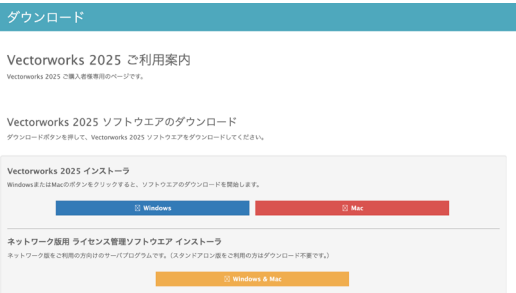 ダウンロード
Vectorworks 2025 ご利用案内
Vectorworks 2025 ご購入者様専用のページです。
Vectorworks 2025 ソフトウエアのダウンロード
ダウンロードボタンを押して、Vectorworks 2025 ソフトウエアをダウンロードしてください。
Vectorworks 2025 インストーラ
WindowsまたはMacのボタンをクリックすると、ソフトウエアのダウンロードを開始します。
Windows
Mac
ネットワーク版用 ライセンス管理ソフトウエア インストーラ
ネットワーク版をご利用の方向けのサーバプログラムです。（スタンドアロン版をご利用の方はダウンロード不要です。）
Windows & Mac